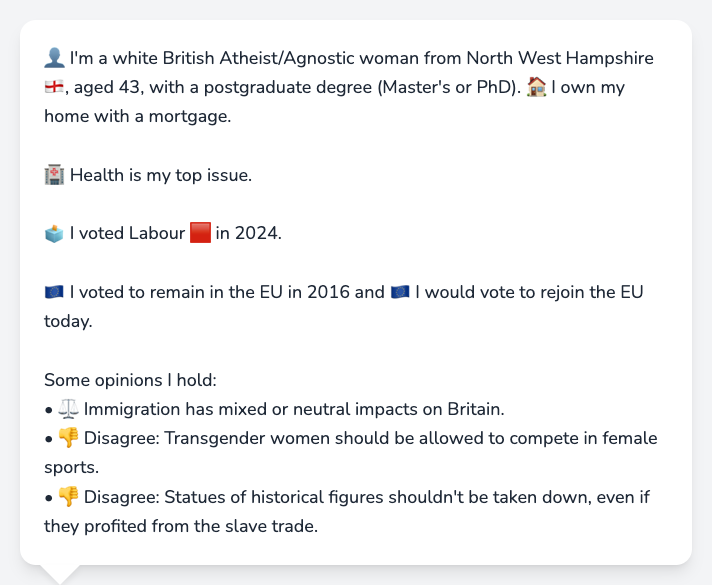 👤 I'm a white British Atheist/Agnostic woman from North West Hampshire
🏴󠁧󠁢󠁥󠁮󠁧󠁿, aged 43, with a postgraduate degree (Master's or PhD). 🏠 I own my
home with a mortgage.
🏥 Health is my top issue.
🗳️ I voted Labour 🟥 in 2024.
🇪🇺 I voted to remain in the EU in 2016 and 🇪🇺 I would vote to rejoin the EU
today.
Some opinions I hold:
• ⚖️ Immigration has mixed or neutral impacts on Britain.
• 👎 Disagree: Transgender women should be allowed to compete in female
sports.
• 👎 Disagree: Statues of historical figures shouldn't be taken down, even if
they profited from the slave trade.